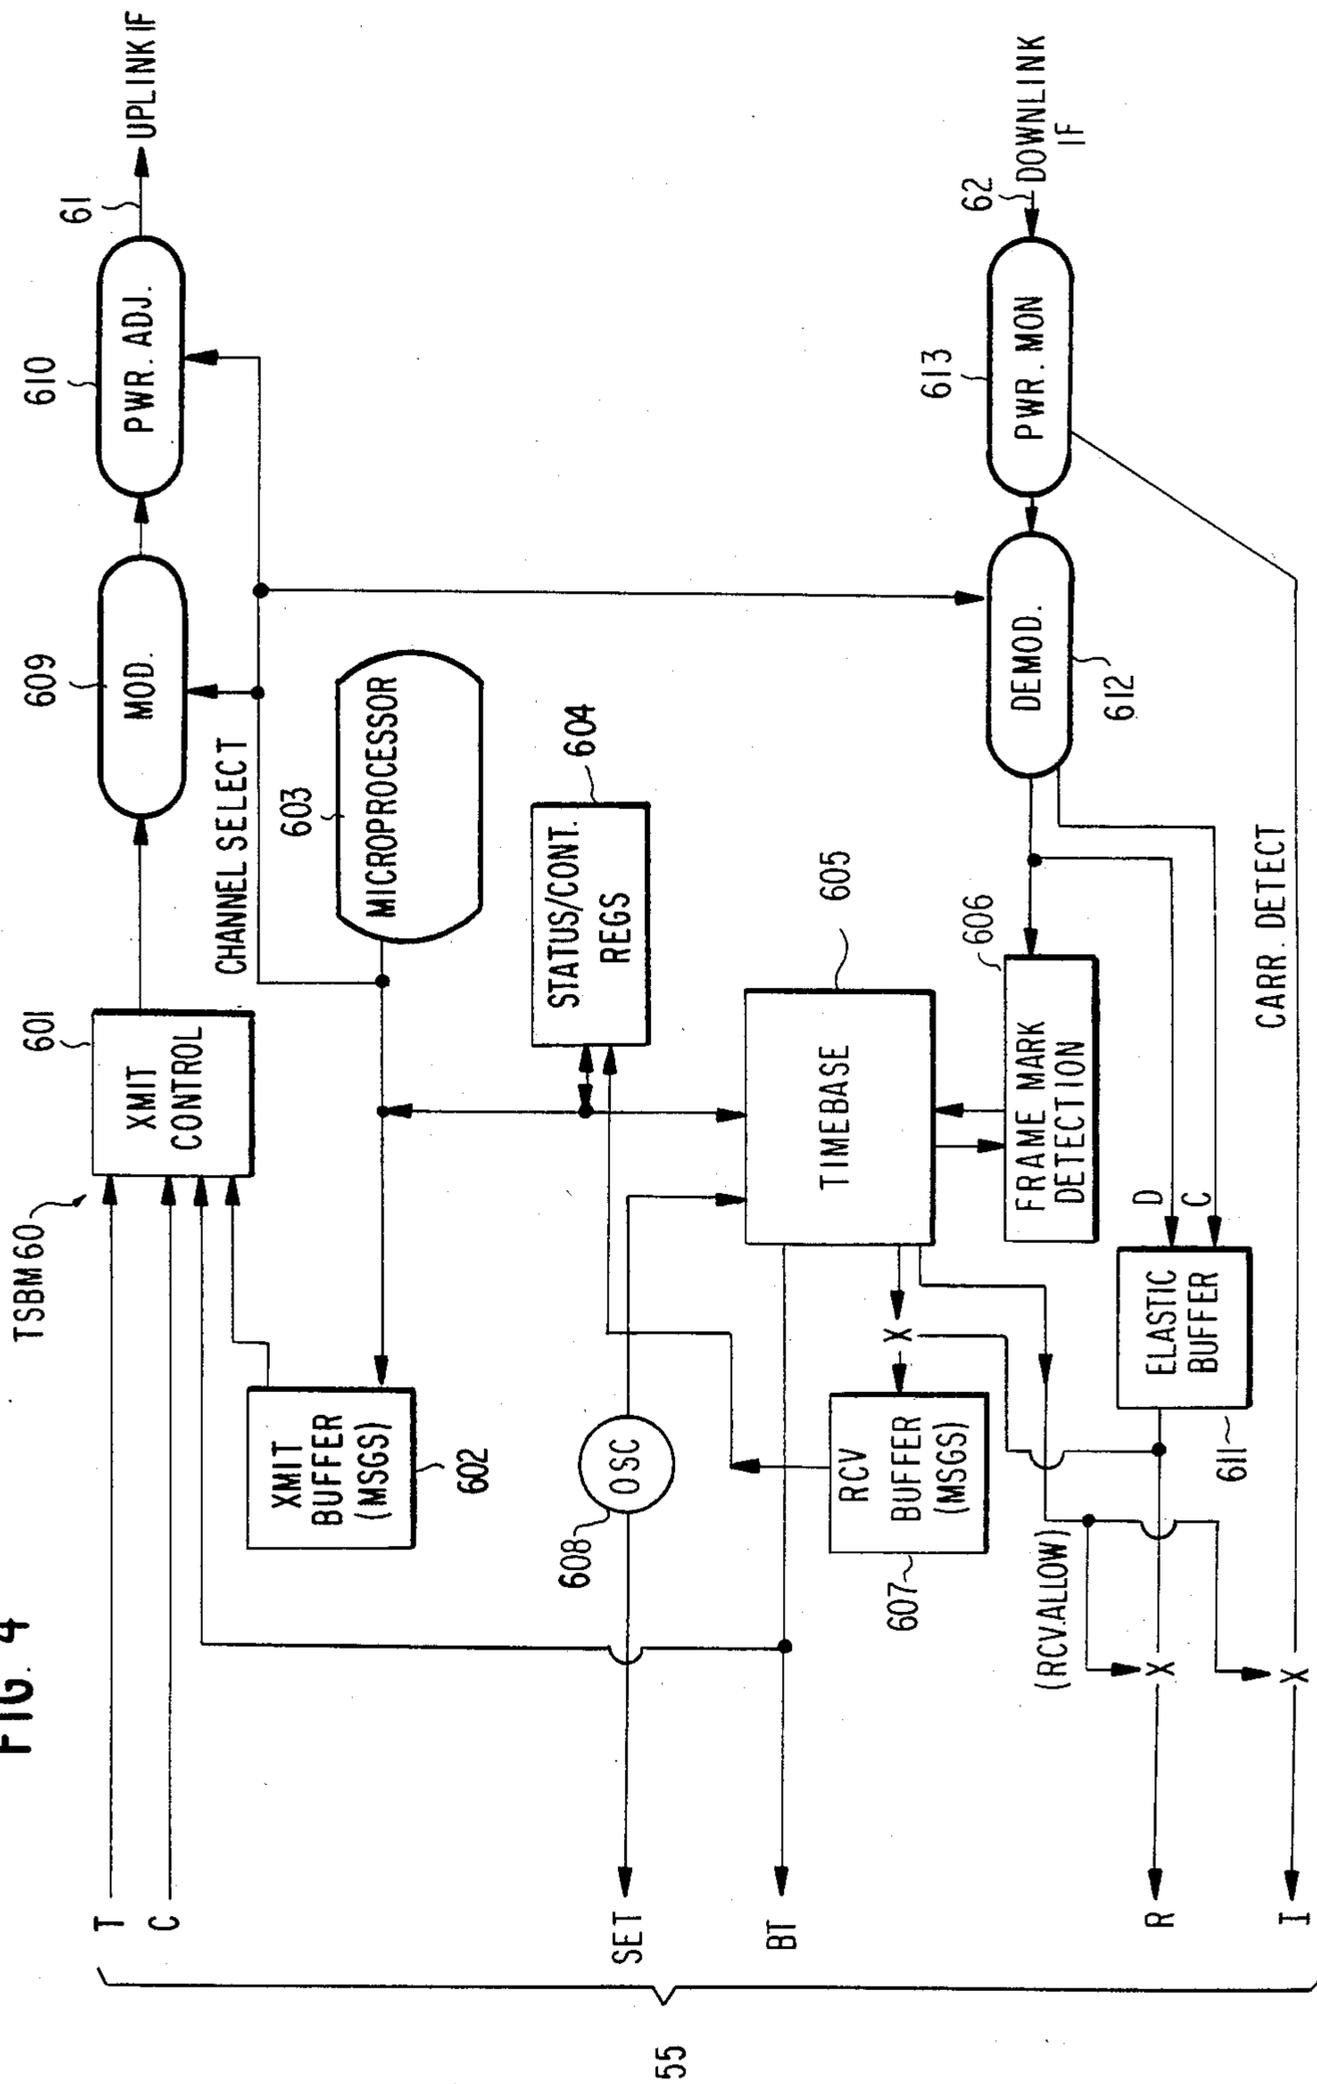 FIG. 4
TSBM 60
T
C
601
XMIT
CONTROL
609
MOD.
610
PWR. ADJ.
61
UPLINK IF
CHANNEL SELECT
XMIT
BUFFER
(MSGS)
602
603
MICROPROCESSOR
604
STATUS/CONT.
REGS
SET
608
OSC
BT
605
TIMEBASE
X
RCV
BUFFER
(MSGS)
607
606
FRAME MARK
DETECTION
DEMOD.
612
613
PWR. MON
62
DOWNLINK
IF
(RCV.ALLOW)
D
C
ELASTIC
BUFFER
611
R
X
CARR. DETECT
I
X
55